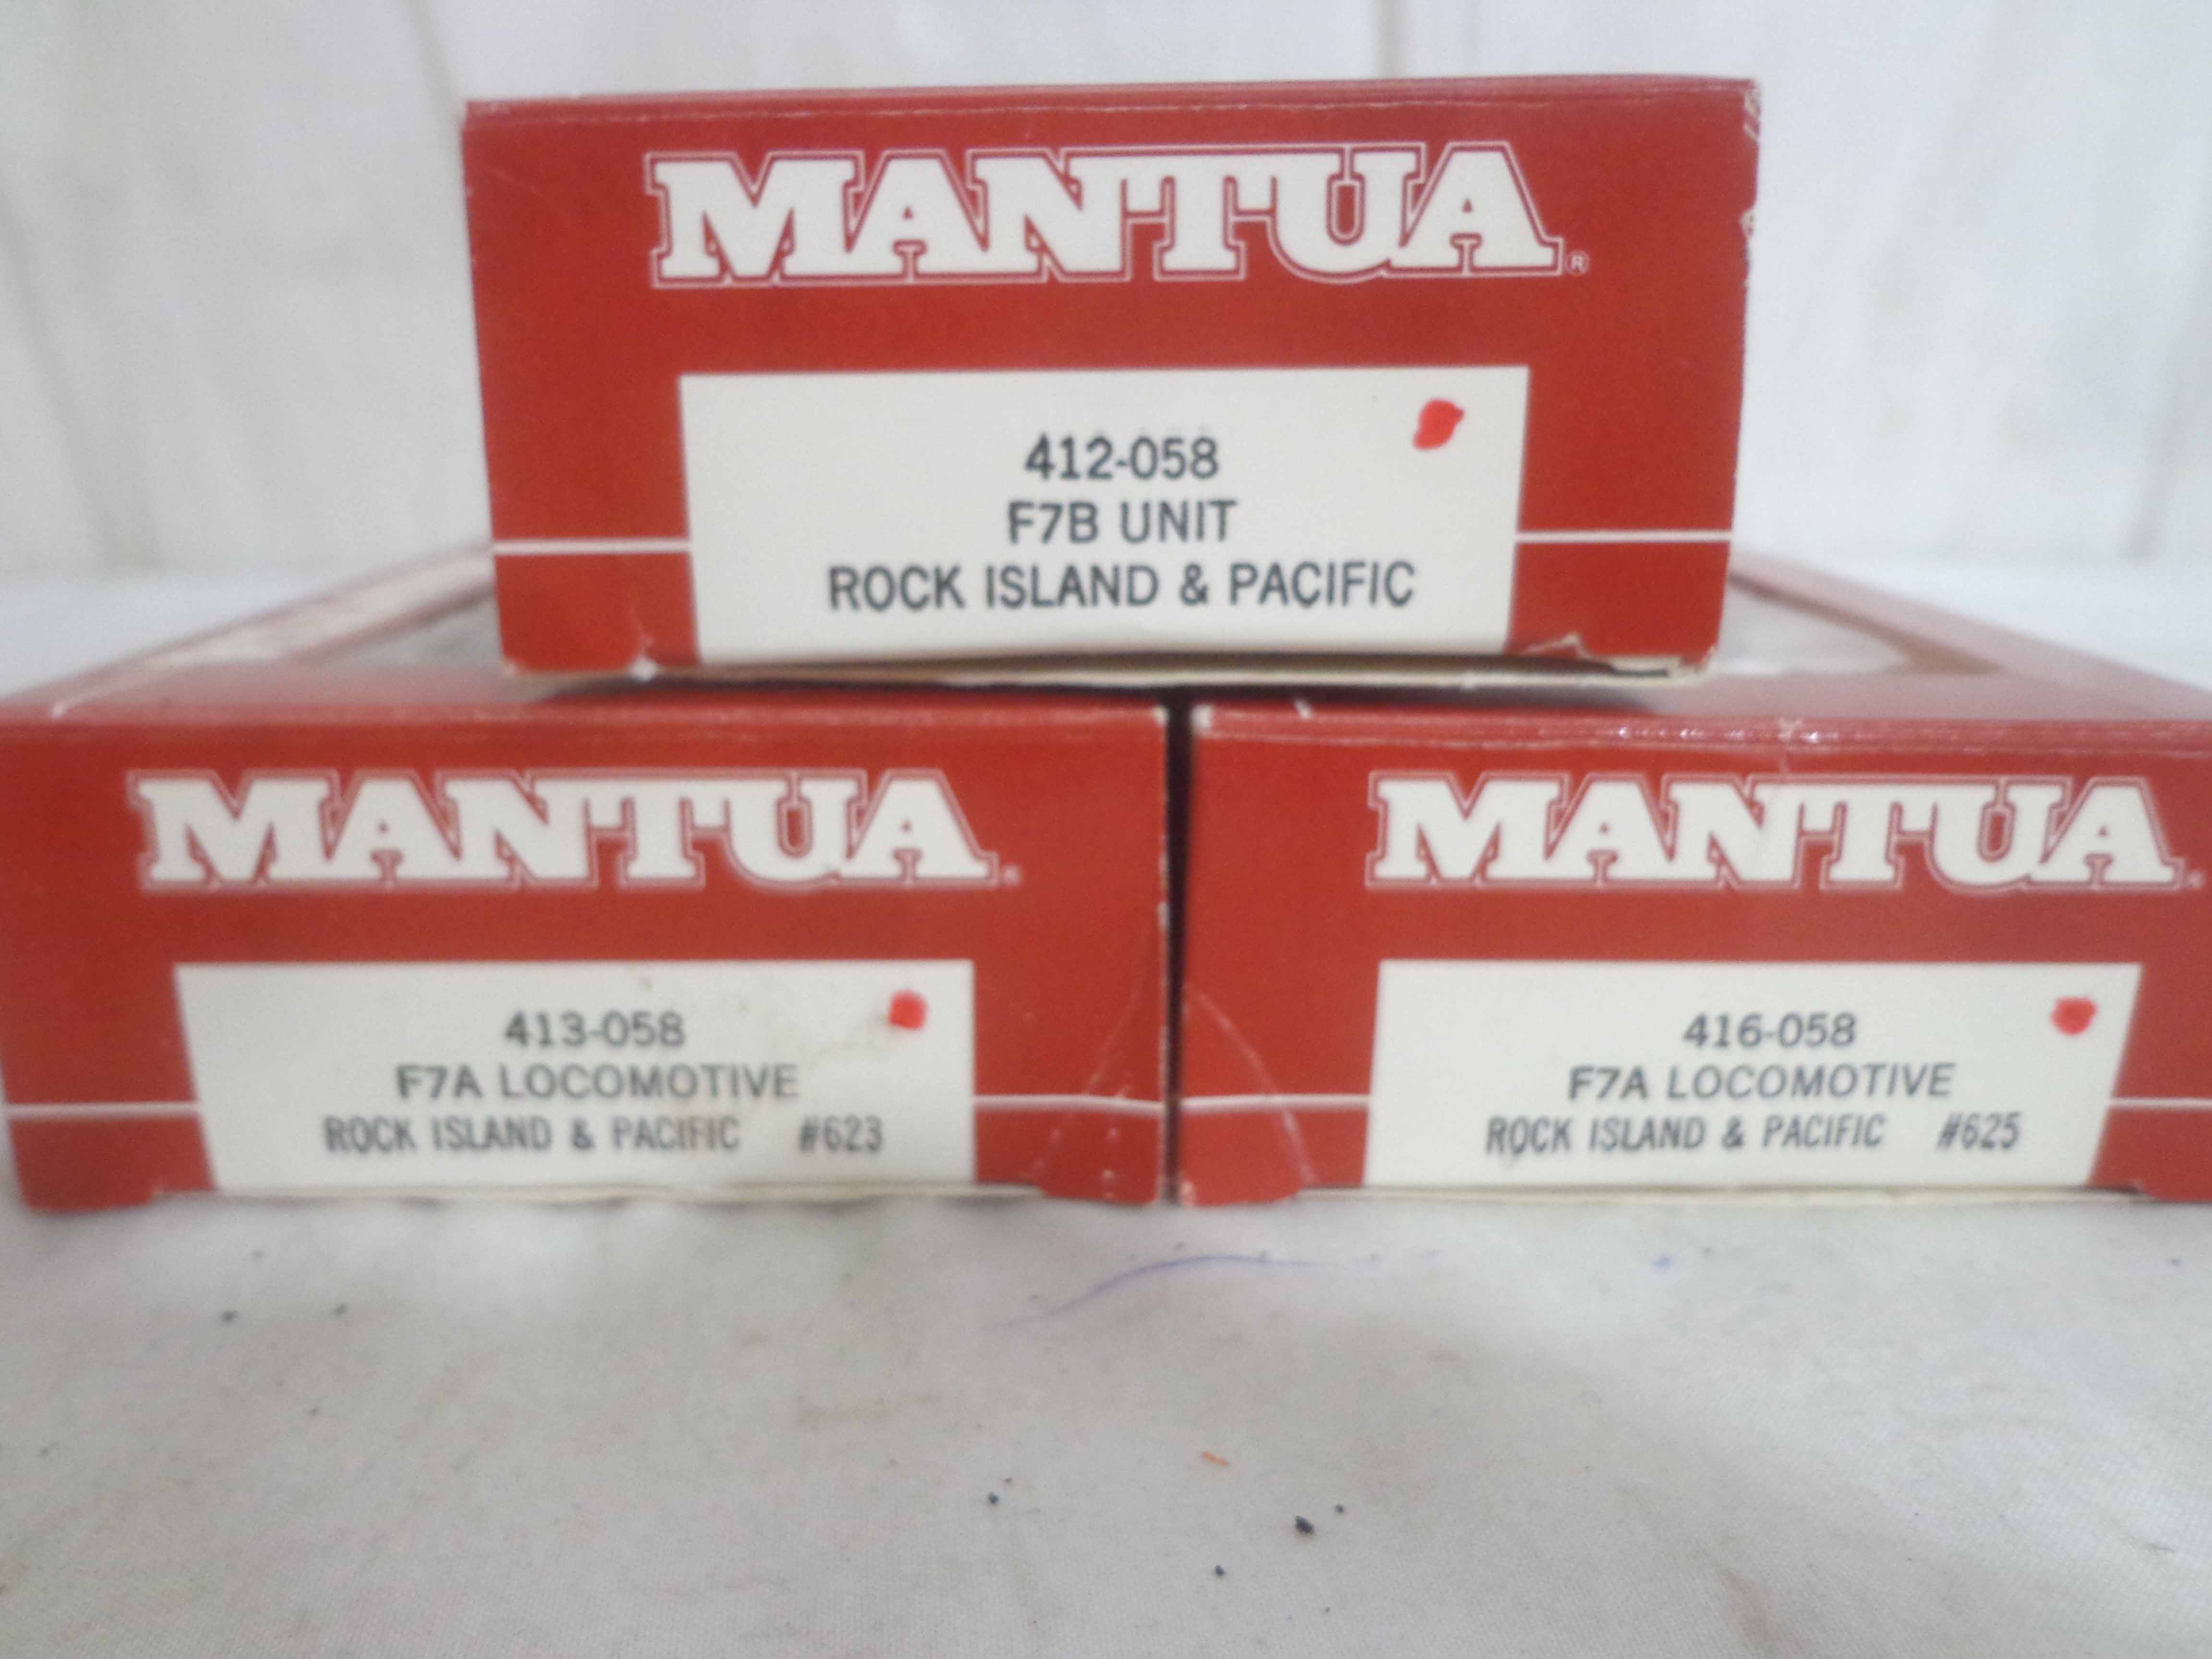 MANTUA®
412-058
F7B UNIT
ROCK ISLAND & PACIFIC
MANTUA®
413-058
F7A LOCOMOTIVE
ROCK ISLAND & PACIFIC #623
MANTUA®
416-058
F7A LOCOMOTIVE
ROCK ISLAND & PACIFIC #625